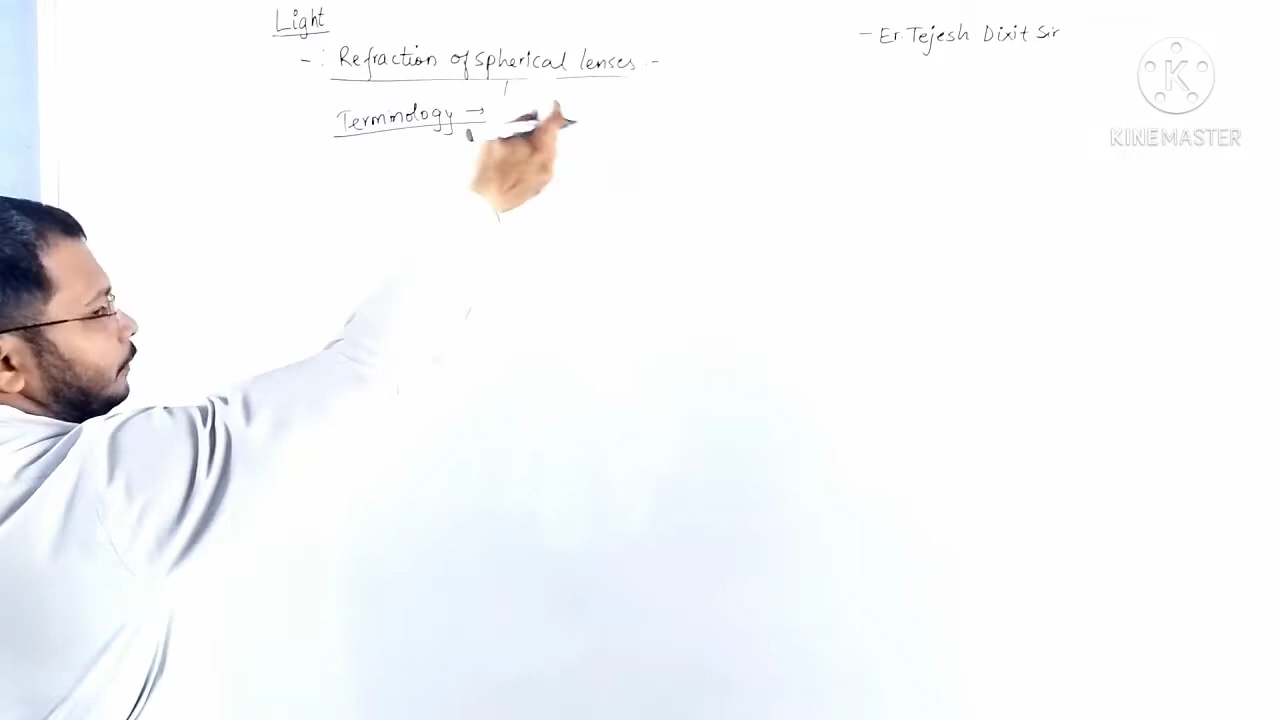 Light
- Er. Tejesh Dixit Sir
-: Refraction of spherical lenses -
Terminology →
KINEMASTER